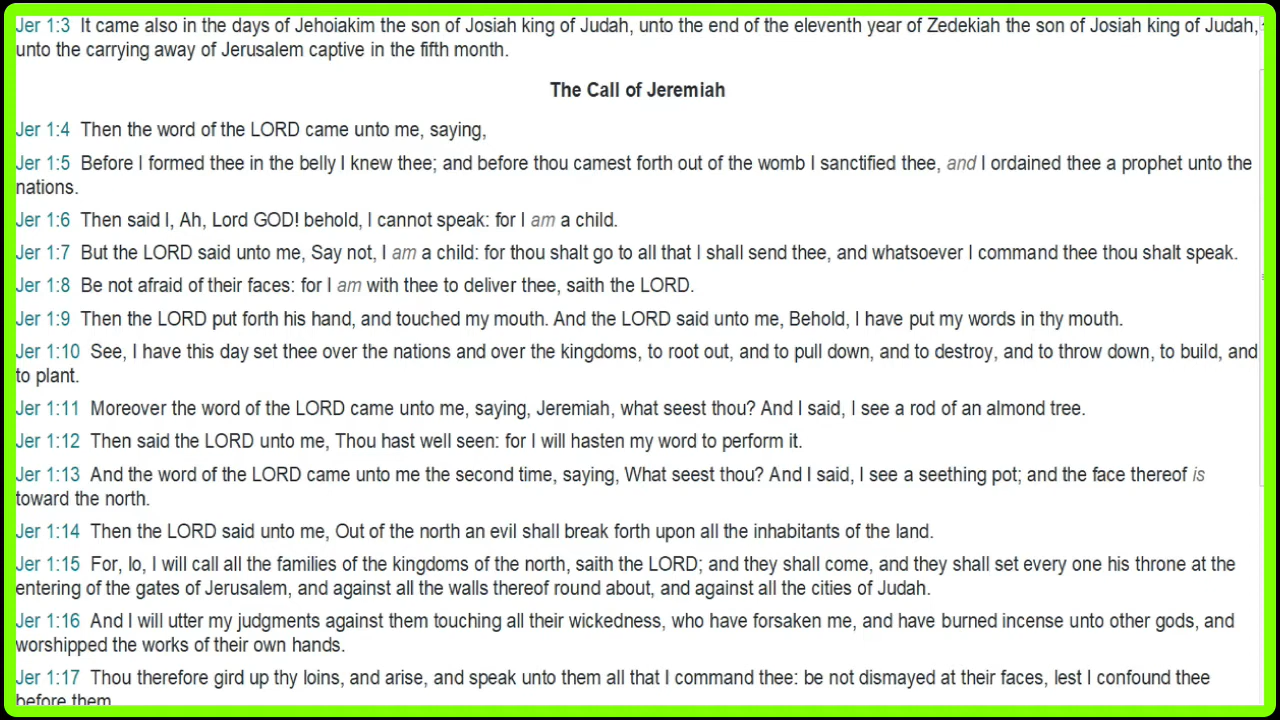 Jer 1:3 It came also in the days of Jehoiakim the son of Josiah king of Judah, unto the end of the eleventh year of Zedekiah the son of Josiah king of Judah,
unto the carrying away of Jerusalem captive in the fifth month.
The Call of Jeremiah
Jer 1:4 Then the word of the LORD came unto me, saying,
Jer 1:5 Before I formed thee in the belly I knew thee; and before thou camest forth out of the womb I sanctified thee, and I ordained thee a prophet unto the
nations.
Jer 1:6 Then said I, Ah, Lord GOD! behold, I cannot speak: for I am a child.
Jer 1:7 But the LORD said unto me, Say not, I am a child: for thou shalt go to all that I shall send thee, and whatsoever I command thee thou shalt speak.
Jer 1:8 Be not afraid of their faces: for I am with thee to deliver thee, saith the LORD.
Jer 1:9 Then the LORD put forth his hand, and touched my mouth. And the LORD said unto me, Behold, I have put my words in thy mouth.
Jer 1:10 See, I have this day set thee over the nations and over the kingdoms, to root out, and to pull down, and to destroy, and to throw down, to build, and
to plant.
Jer 1:11 Moreover the word of the LORD came unto me, saying, Jeremiah, what seest thou? And I said, I see a rod of an almond tree.
Jer 1:12 Then said the LORD unto me, Thou hast well seen: for I will hasten my word to perform it.
Jer 1:13 And the word of the LORD came unto me the second time, saying, What seest thou? And I said, I see a seething pot; and the face thereof is
toward the north.
Jer 1:14 Then the LORD said unto me, Out of the north an evil shall break forth upon all the inhabitants of the land.
Jer 1:15 For, lo, I will call all the families of the kingdoms of the north, saith the LORD; and they shall come, and they shall set every one his throne at the
entering of the gates of Jerusalem, and against all the walls thereof round about, and against all the cities of Judah.
Jer 1:16 And I will utter my judgments against them touching all their wickedness, who have forsaken me, and have burned incense unto other gods, and
worshipped the works of their own hands.
Jer 1:17 Thou therefore gird up thy loins, and arise, and speak unto them all that I command thee: be not dismayed at their faces, lest I confound thee
before them